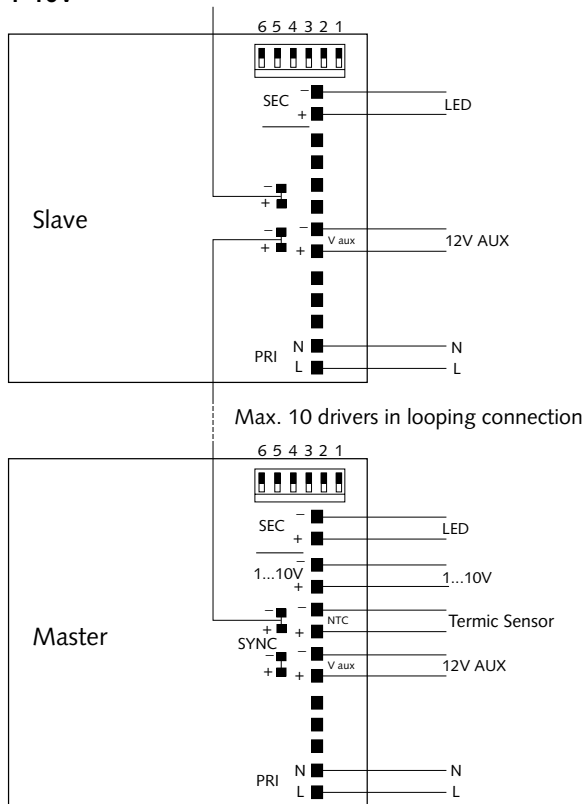 6 5 4 3 2 1
SEC − LED
+
− +
Slave
− +
− V aux 12V AUX
+
N N
PRI
L L
Max. 10 drivers in looping connection
6 5 4 3 2 1
SEC − LED
+
1...10V − 1...10V
+
− − NTC Termic Sensor
+ +
Master SYNC
− − V aux 12V AUX
+ +
N N
PRI
L L